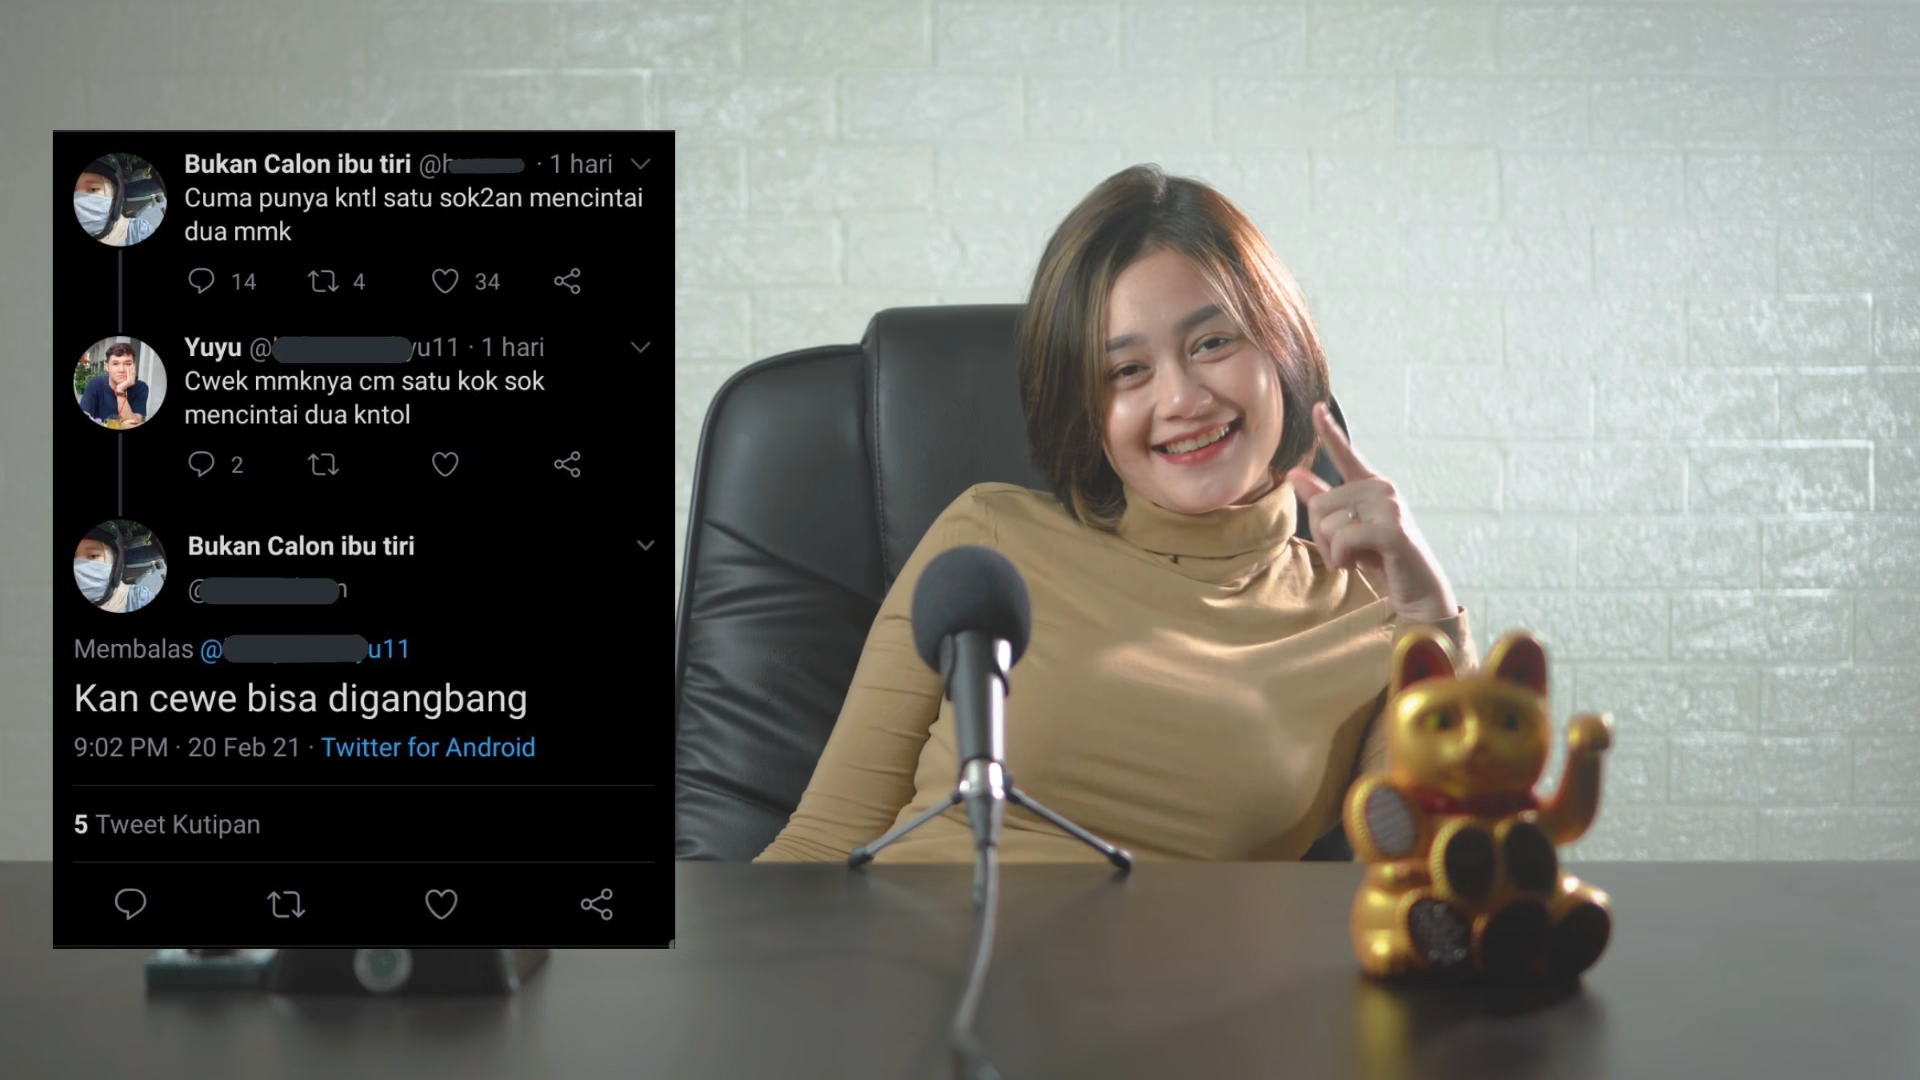 Bukan Calon ibu tiri @h · 1 hari
Cuma punya kntl satu sok2an mencintai
dua mmk
14 4 34
Yuyu @ yu11 · 1 hari
Cwek mmknya cm satu kok sok
mencintai dua kntol
2
Bukan Calon ibu tiri
@ n
Membalas @ u11
Kan cewe bisa digangbang
9:02 PM · 20 Feb 21 · Twitter for Android
5 Tweet Kutipan